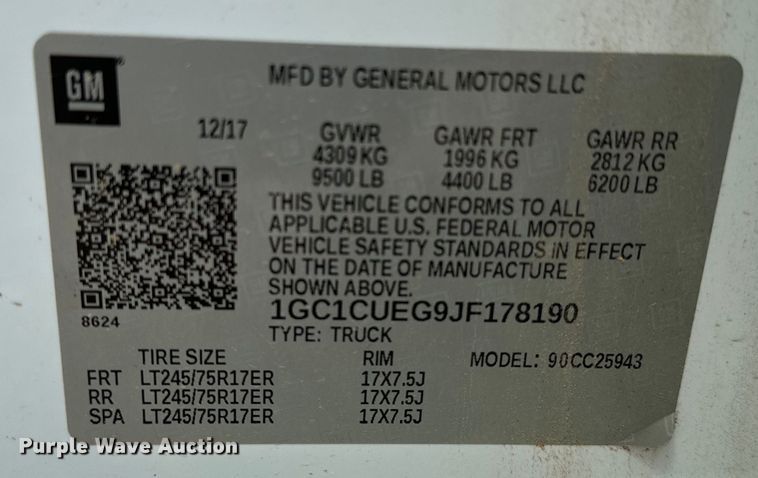 GM
MFD BY GENERAL MOTORS LLC
12/17 GVWR GAWR FRT GAWR RR
4309 KG 1996 KG 2812 KG
9500 LB 4400 LB 6200 LB
THIS VEHICLE CONFORMS TO ALL
APPLICABLE U.S. FEDERAL MOTOR
VEHICLE SAFETY STANDARDS IN EFFECT
ON THE DATE OF MANUFACTURE
SHOWN ABOVE.
8624
1GC1CUEG9JF178190
TYPE: TRUCK
TIRE SIZE RIM MODEL: 90CC25943
FRT LT245/75R17ER 17X7.5J
RR LT245/75R17ER 17X7.5J
SPA LT245/75R17ER 17X7.5J
Purple Wave Auction